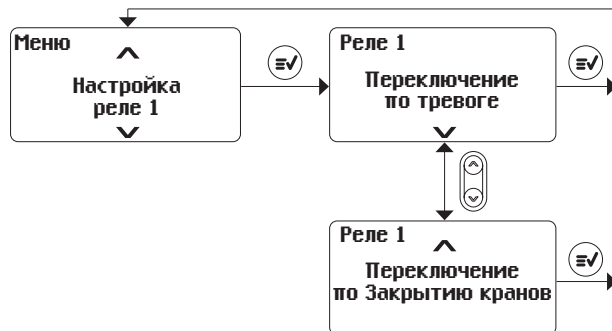 Меню
Настройка
реле 1
Реле 1
Переключение
по тревоге
Реле 1
Переключение
по Закрытию кранов